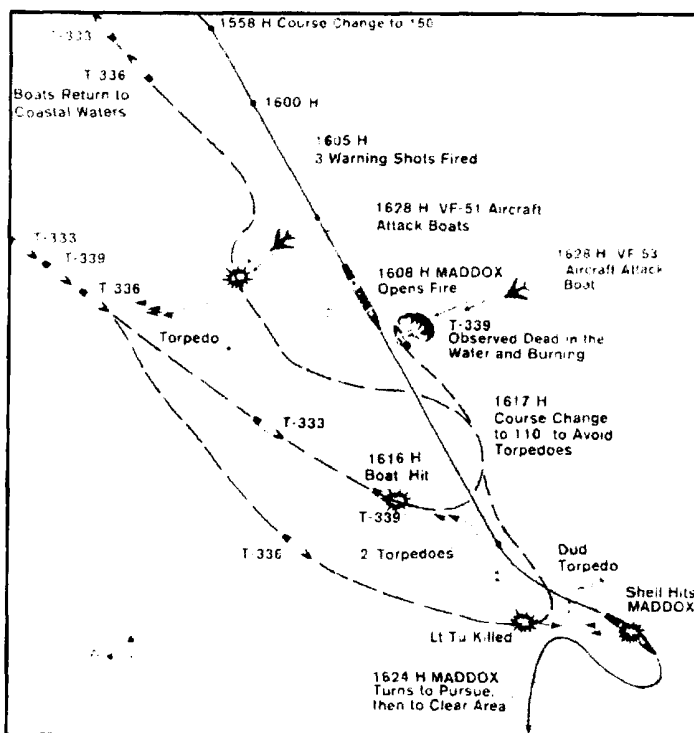 1558 H Course Change to 150
T-333
T 336
Boats Return to
Coastal Waters
1600 H
1605 H
3 Warning Shots Fired
1628 H VF-51 Aircraft
Attack Boats
1628 H VF 53
Aircraft Attack
Boat
T-333
T-339
T-336
1608 H MADDOX
Opens Fire
T-339
Observed Dead in the
Water and Burning
Torpedo
1617 H
Course Change
to 110 to Avoid
Torpedoes
T-333
1616 H
Boat Hit
T-339
T-336
2 Torpedoes
Dud
Torpedo
Shell Hits
MADDOX
Lt Tu Killed
1624 H MADDOX
Turns to Pursue,
then to Clear Area